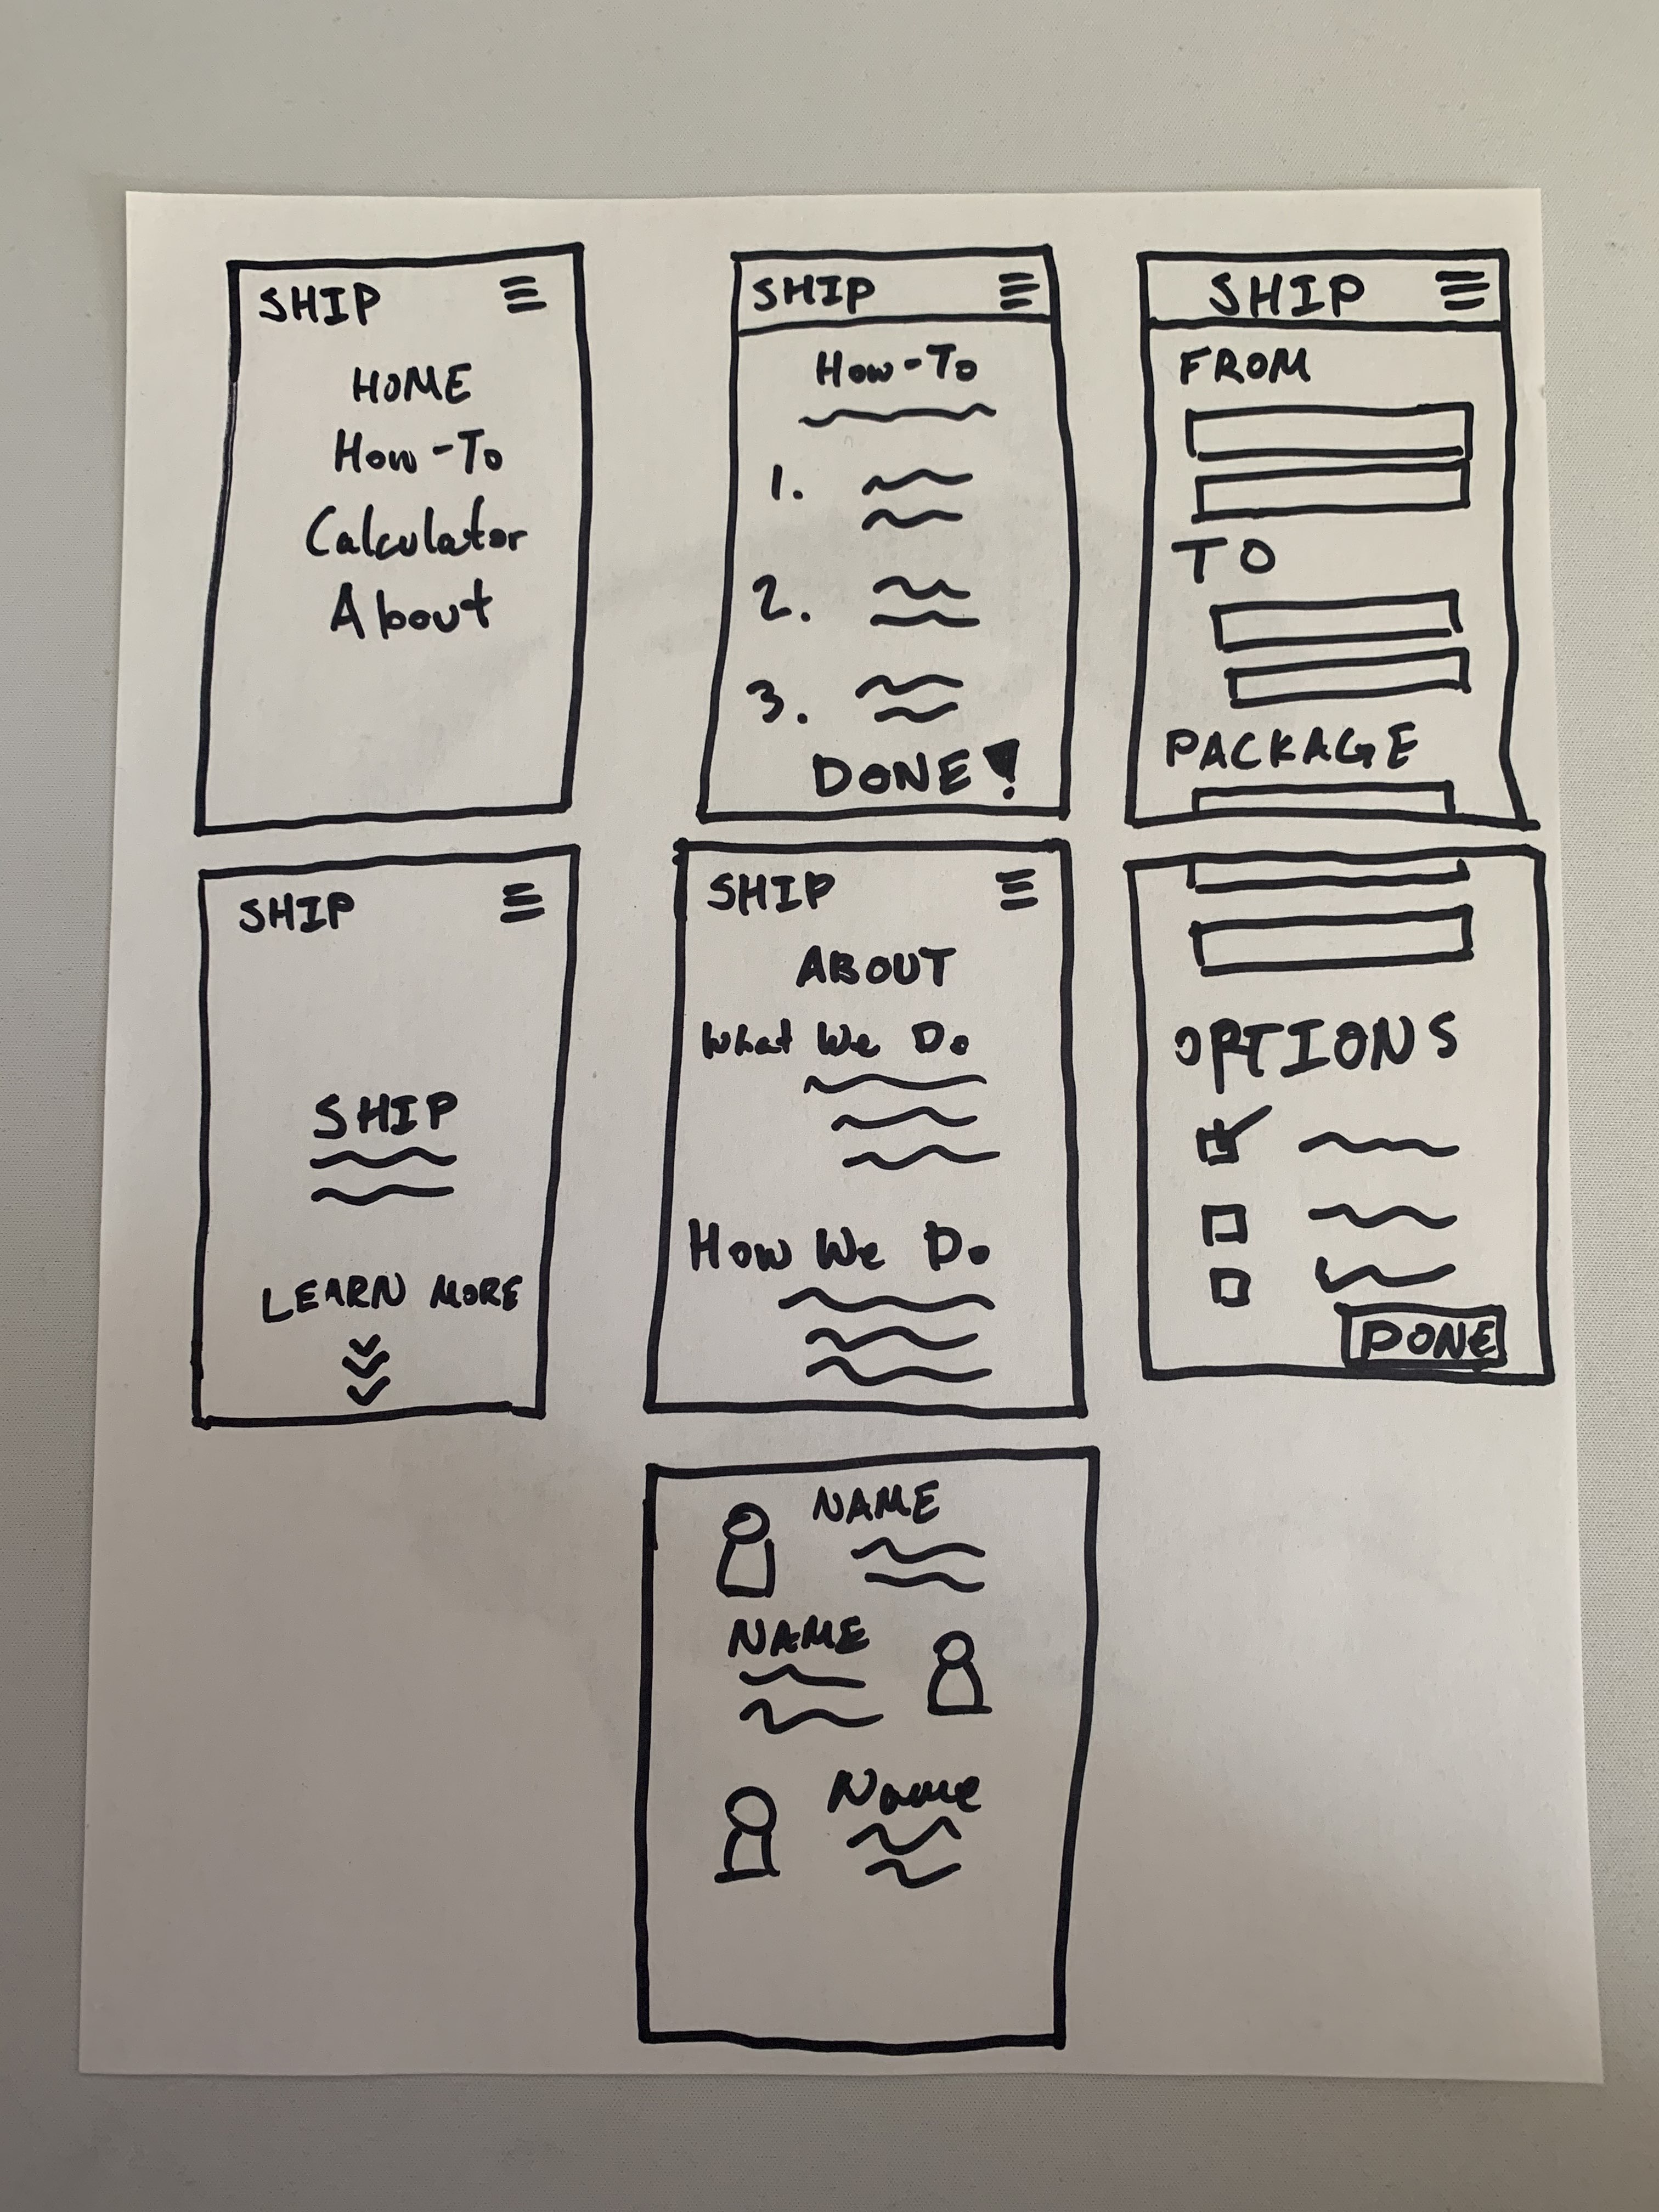 SHIP
HOME
How-To
Calculator
About
SHIP
How-To
1.
2.
3.
DONE!
SHIP
FROM
TO
PACKAGE
SHIP
SHIP
LEARN MORE
SHIP
ABOUT
What We Do
How We Do
OPTIONS
DONE
NAME
NAME
Name